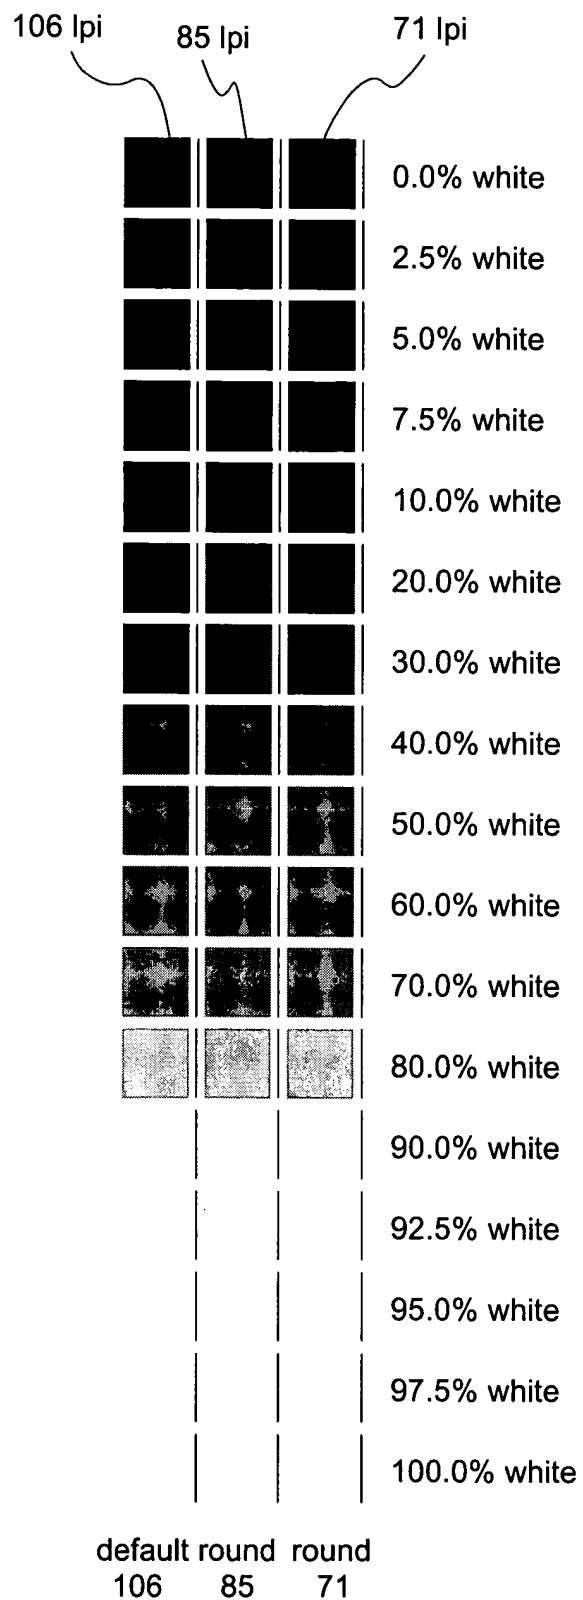 106 lpi
85 lpi
71 lpi
0.0% white
2.5% white
5.0% white
7.5% white
10.0% white
20.0% white
30.0% white
40.0% white
50.0% white
60.0% white
70.0% white
80.0% white
90.0% white
92.5% white
95.0% white
97.5% white
100.0% white
default round round
106 85 71